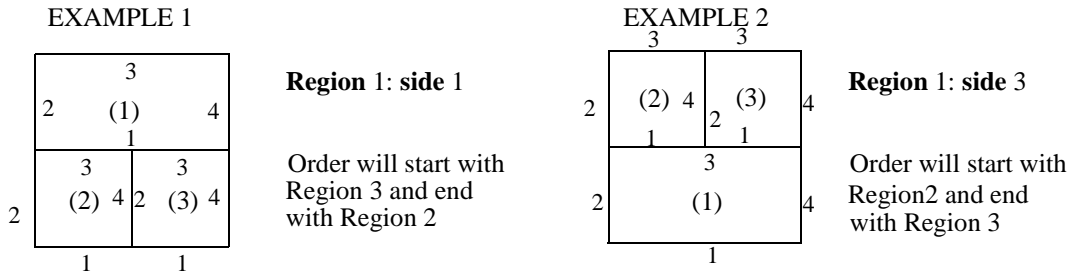 EXAMPLE 1
3
2 (1) 4
1
3 3
2 (2) 4 2 (3) 4
1 1
Region 1: side 1
Order will start with
Region 3 and end
with Region 2
EXAMPLE 2
3 3
2 (2) 4 2 (3) 4
1 1
3
2 (1) 4
1
Region 1: side 3
Order will start with
Region2 and end
with Region 3